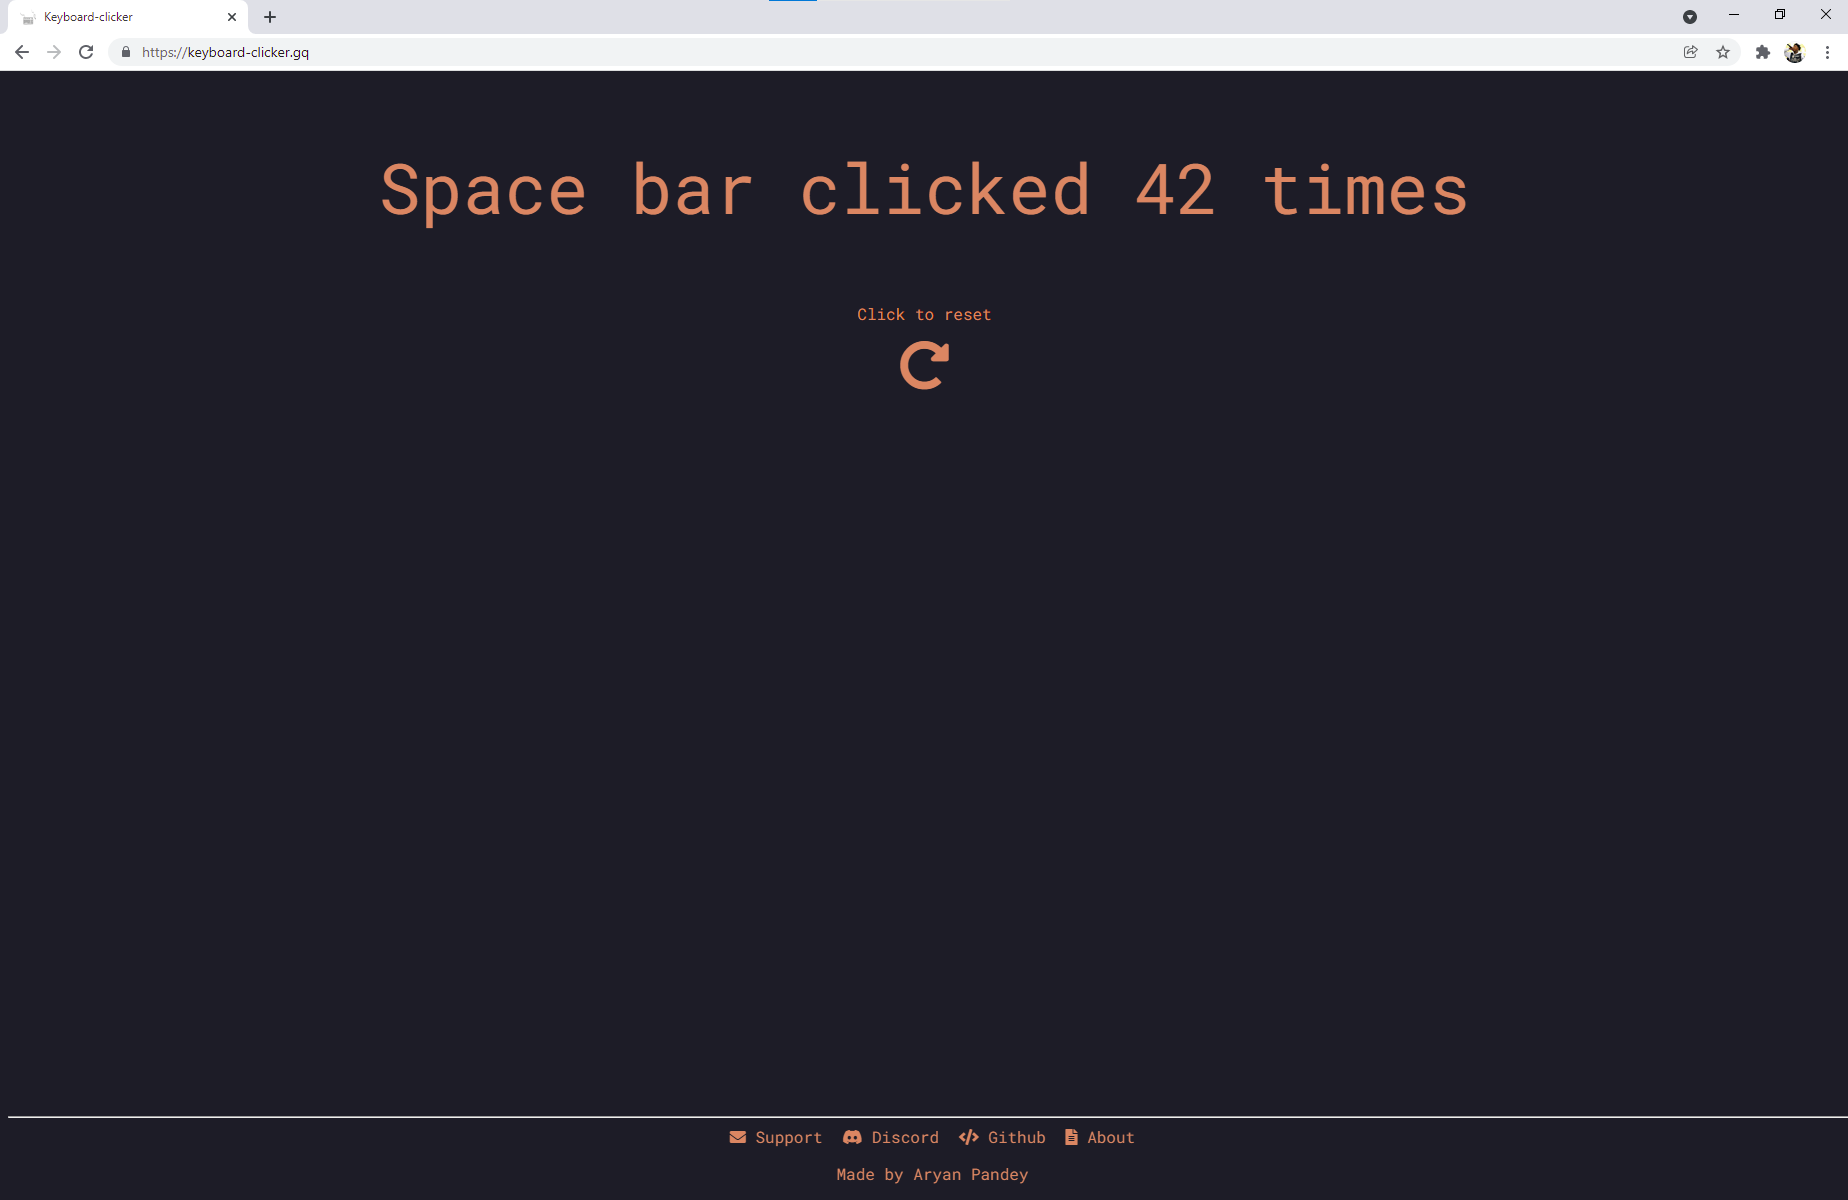 Keyboard-clicker
https://keyboard-clicker.gq
Space bar clicked 42 times
Click to reset
Support Discord Github About
Made by Aryan Pandey